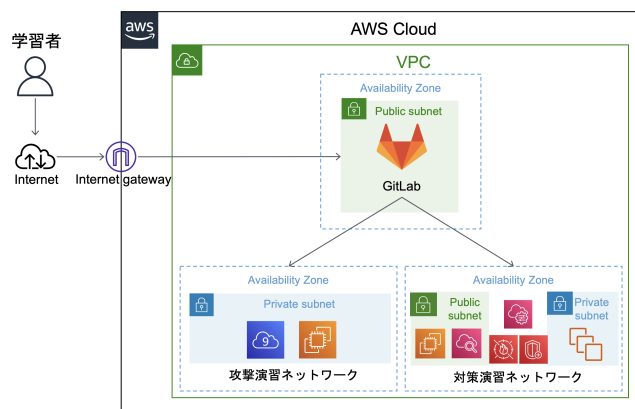 aws
AWS Cloud
学習者
VPC
Availability Zone
Public subnet
GitLab
Internet
Internet gateway
Availability Zone
Private subnet
9
攻撃演習ネットワーク
Availability Zone
Public
subnet
Private
subnet
対策演習ネットワーク